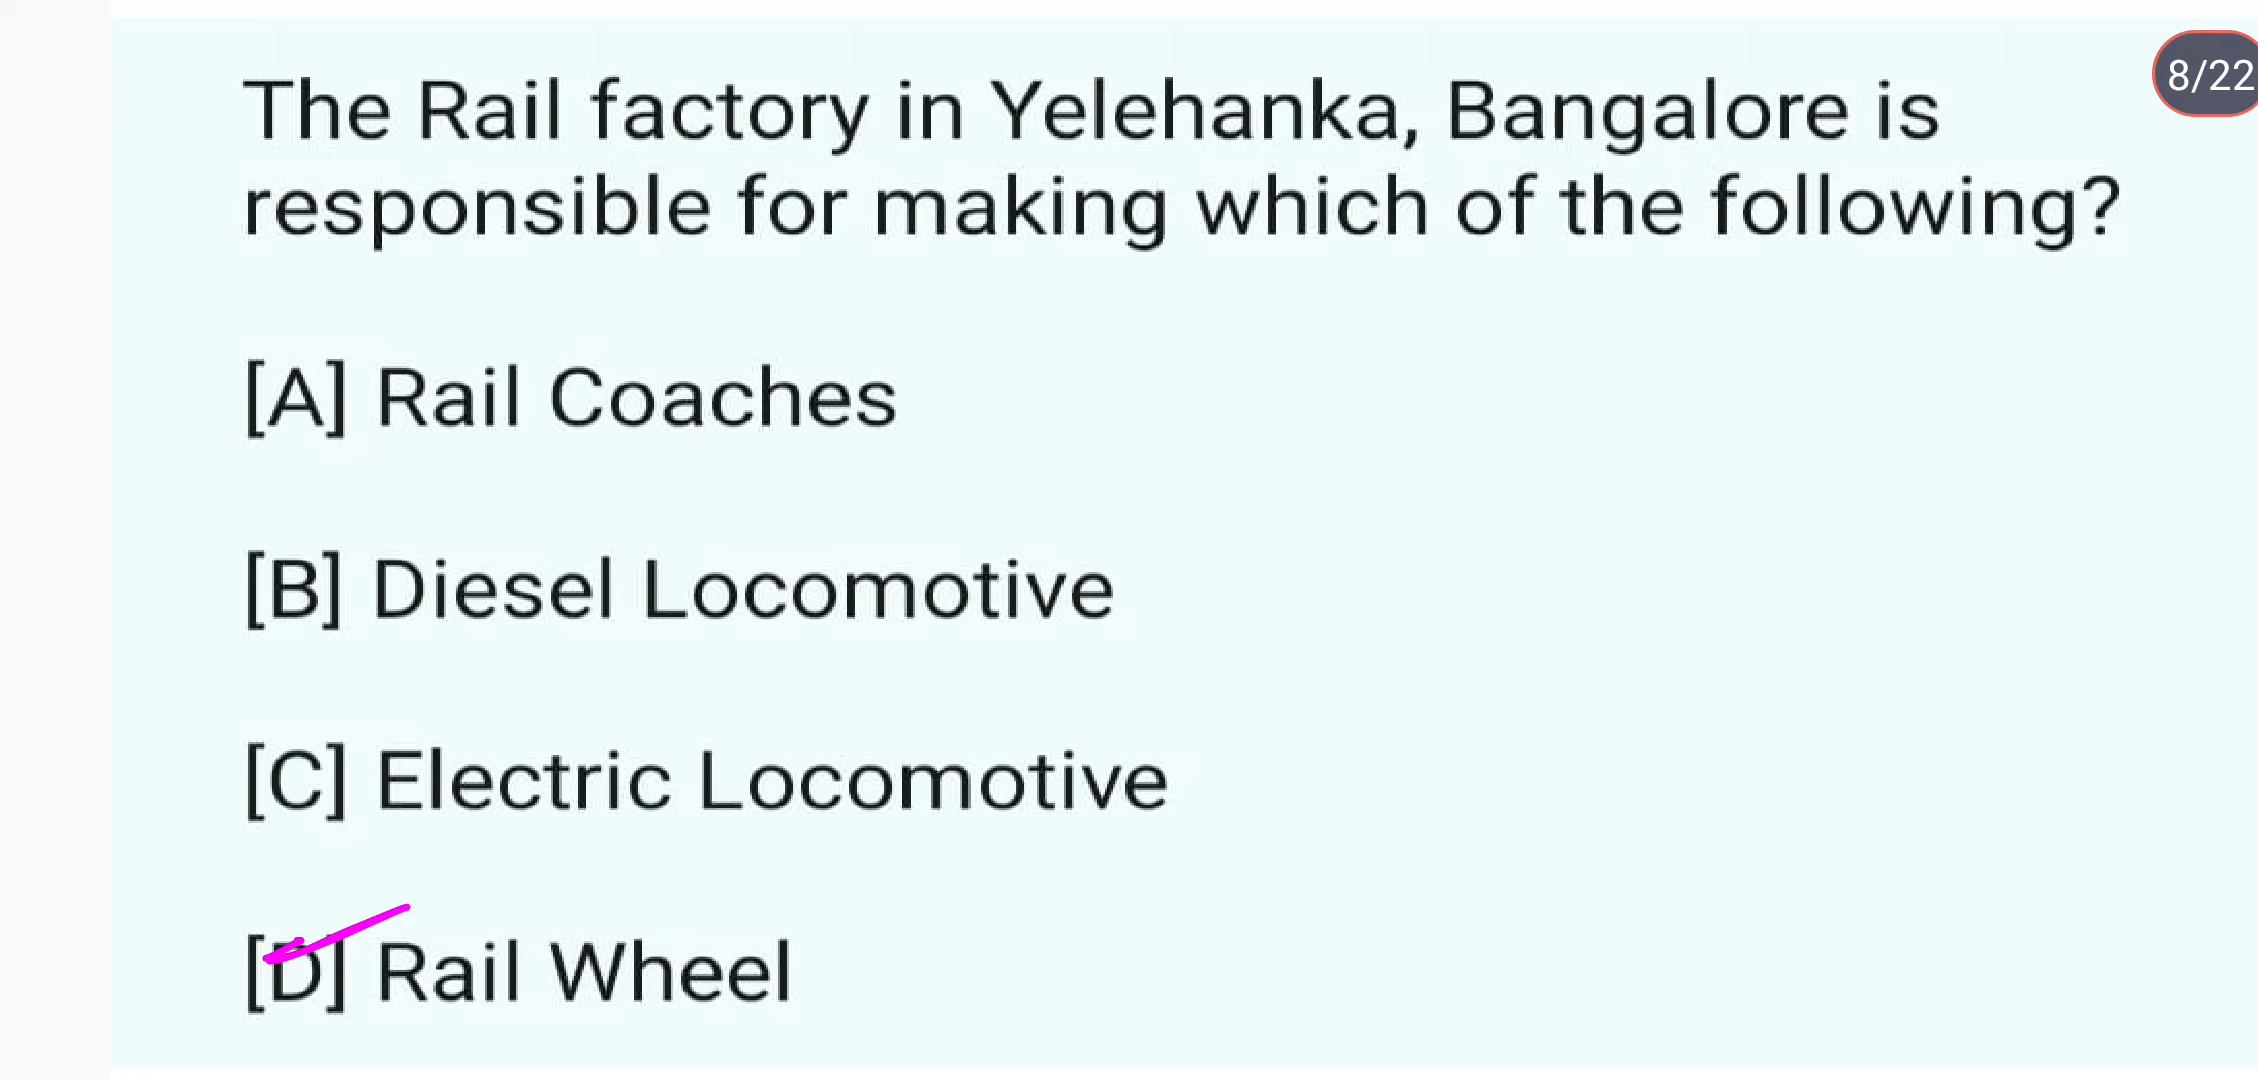 8/22
The Rail factory in Yelehanka, Bangalore is
responsible for making which of the following?
[A] Rail Coaches
[B] Diesel Locomotive
[C] Electric Locomotive
[D] Rail Wheel